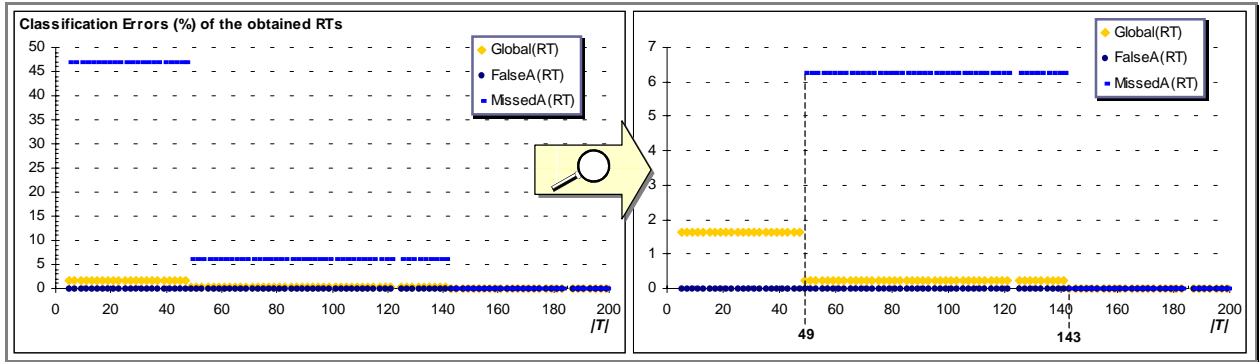 Classification Errors (%) of the obtained RTs
50
45
40
35
30
25
20
15
10
5
0
0 20 40 60 80 100 120 140 160 180 200
|T|
Global(RT)
FalseA(RT)
MissedA(RT)
7
6
5
4
3
2
1
0
0 20 40 60 80 100 120 140 160 180 200
|T|
49
143
Global(RT)
FalseA(RT)
MissedA(RT)